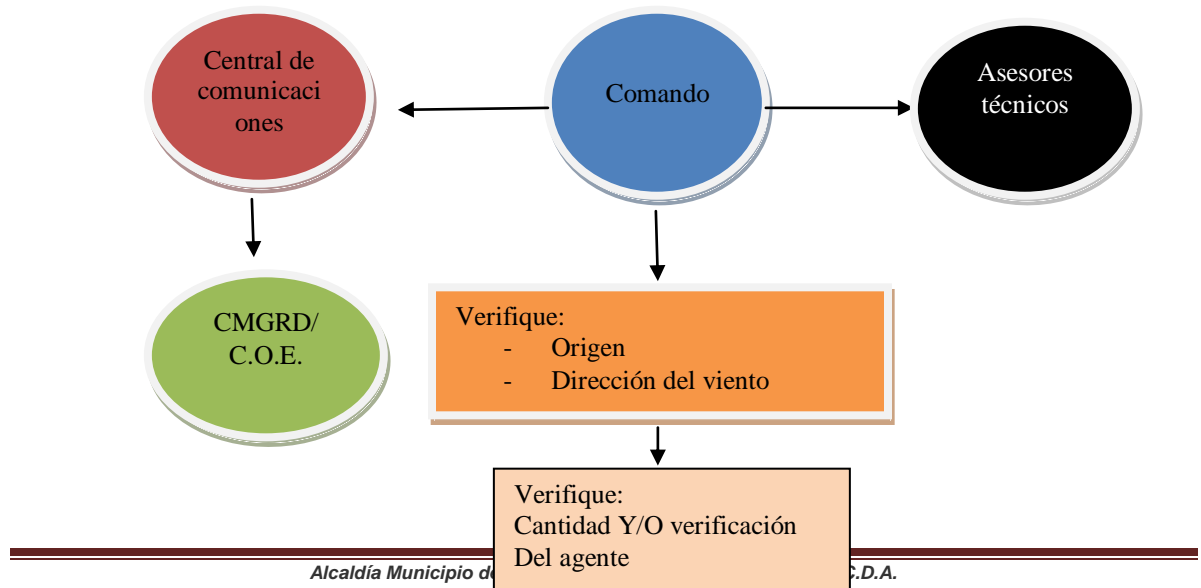 Central de
comunicaci
ones
Comando
Asesores
técnicos
CMGRD/
C.O.E.
Verifique:
- Origen
- Dirección del viento
Verifique:
Cantidad Y/O verificación
Del agente
Alcaldía Municipio de C.D.A.